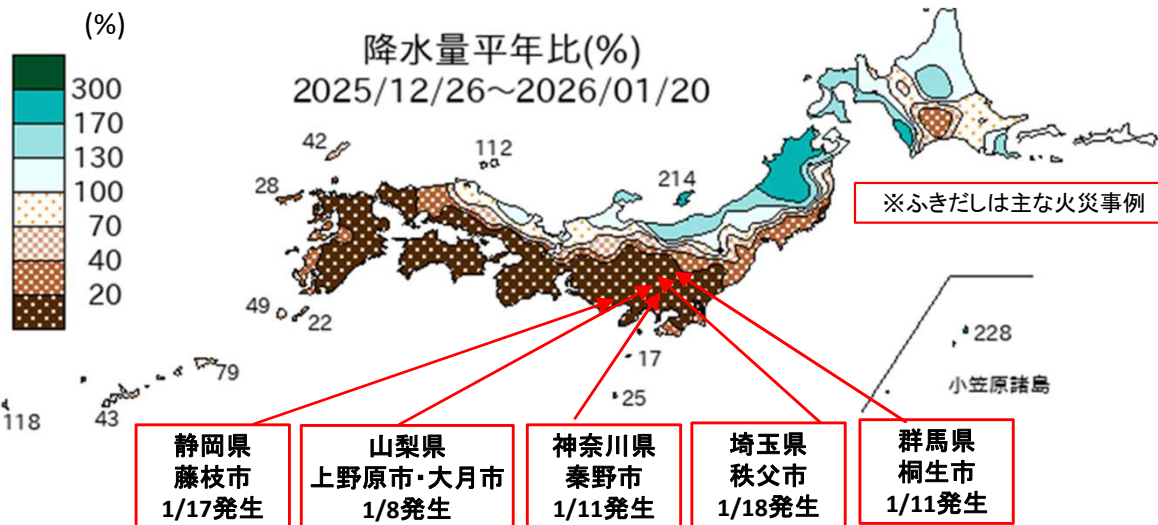 (%)
降水量平年比(%)
2025/12/26～2026/01/20
300
170
130
100
70
40
20
42
112
28
214
※ふきだしは主な火災事例
49
22
17
25
79
43
118
228
小笠原諸島
静岡県
藤枝市
1/17発生
山梨県
上野原市・大月市
1/8発生
神奈川県
秦野市
1/11発生
埼玉県
秩父市
1/18発生
群馬県
桐生市
1/11発生